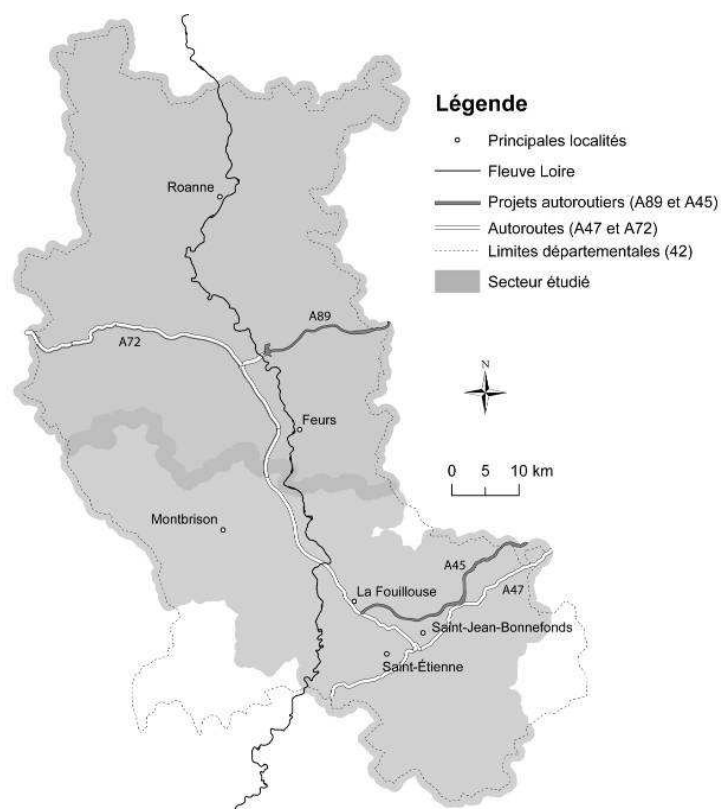 Légende
Principales localités
Fleuve Loire
Projets autoroutiers (A89 et A45)
Autoroutes (A47 et A72)
Limites départementales (42)
Secteur étudié
Roanne
A89
A72
N
Feurs
0 5 10 km
Montbrison
A45
A47
La Fouillouse
Saint-Jean-Bonnefonds
Saint-Étienne